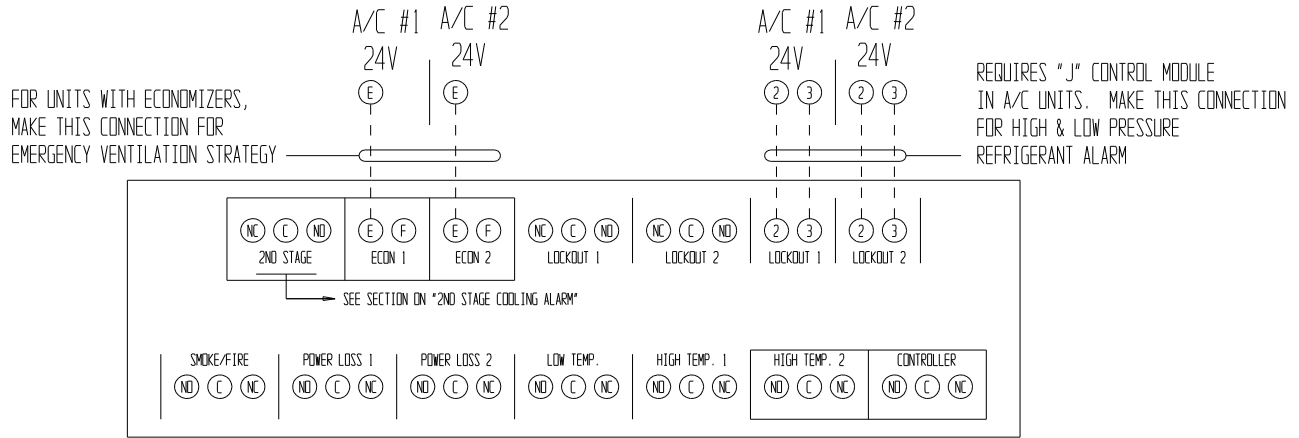 A/C #1 A/C #2
24V 24V
E E
FOR UNITS WITH ECONOMIZERS,
MAKE THIS CONNECTION FOR
EMERGENCY VENTILATION STRATEGY
A/C #1 A/C #2
24V 24V
2 3 2 3
REQUIRES "J" CONTROL MODULE
IN A/C UNITS. MAKE THIS CONNECTION
FOR HIGH & LOW PRESSURE
REFRIGERANT ALARM
NC C NO E F E F NC C NO NC C NO 2 3 2 3
2ND STAGE ECON 1 ECON 2 LOCKOUT 1 LOCKOUT 2 LOCKOUT 1 LOCKOUT 2
SEE SECTION ON "2ND STAGE COOLING ALARM"
SMOKE/FIRE POWER LOSS 1 POWER LOSS 2 LOW TEMP. HIGH TEMP. 1 HIGH TEMP. 2 CONTROLLER
NO C NC NO C NC NO C NC NO C NC NO C NC NO C NC NO C NC